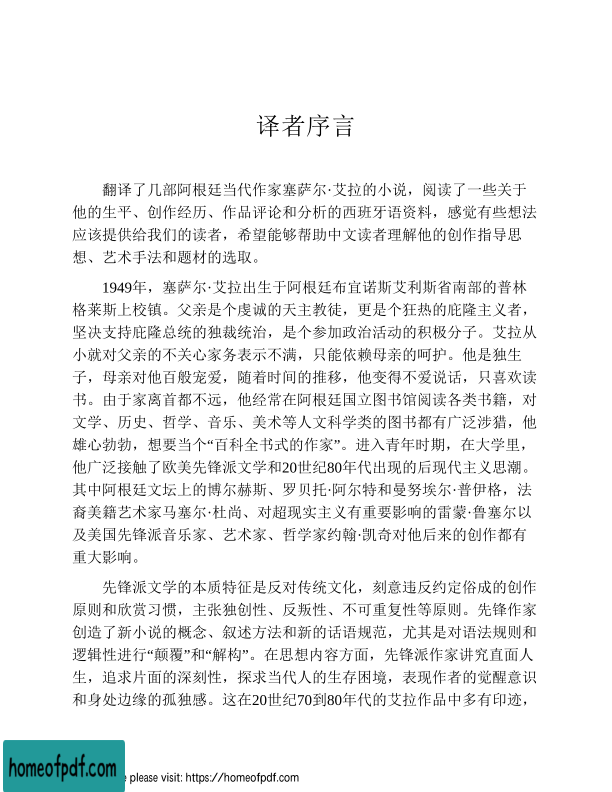 译者序言
翻译了几部阿根廷当代作家塞萨尔·艾拉的小说，阅读了一些关于
他的生平、创作经历、作品评论和分析的西班牙语资料，感觉有些想法
应该提供给我们的读者，希望能够帮助中文读者理解他的创作指导思
想、艺术手法和题材的选取。
1949年，塞萨尔·艾拉出生于阿根廷布宜诺斯艾利斯省南部的普林
格莱斯上校镇。父亲是个虔诚的天主教徒，更是个狂热的庇隆主义者，
坚决支持庇隆总统的独裁统治，是个参加政治活动的积极分子。艾拉从
小就对父亲的不关心家务表示不满，只能依赖母亲的呵护。他是独生
子，母亲对他百般宠爱，随着时间的推移，他变得不爱说话，只喜欢读
书。由于家离首都不远，他经常在阿根廷国立图书馆阅读各类书籍，对
文学、历史、哲学、音乐、美术等人文科学类的图书都有广泛涉猎，他
雄心勃勃，想要当个“百科全书式的作家”。进入青年时期，在大学里，
他广泛接触了欧美先锋派文学和20世纪80年代出现的后现代主义思潮。
其中阿根廷文坛上的博尔赫斯、罗贝托·阿尔特和曼努埃尔·普伊格，法
裔美籍艺术家马塞尔·杜尚、对超现实主义有重要影响的雷蒙·鲁塞尔以
及美国先锋派音乐家、艺术家、哲学家约翰·凯奇对他后来的创作都有
重大影响。
先锋派文学的本质特征是反对传统文化，刻意违反约定俗成的创作
原则和欣赏习惯，主张独创性、反叛性、不可重复性等原则。先锋作家
创造了新小说的概念、叙述方法和新的话语规范，尤其是对语法规则和
逻辑性进行“颠覆”和“解构”。在思想内容方面，先锋派作家讲究直面人
生，追求片面的深刻性，探求当代人的生存困境，表现作者的觉醒意识
和身处边缘的孤独感。这在20世纪70到80年代的艾拉作品中多有印迹，
homeofpdf.com
e please visit: https://homeofpdf.com